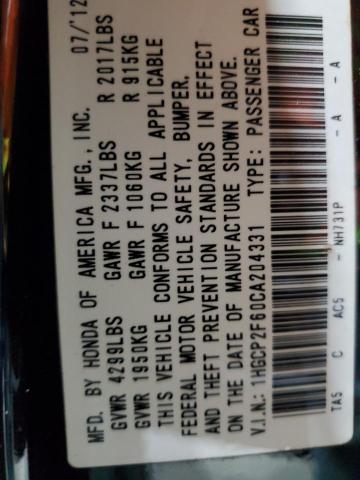 MFD. BY HONDA OF AMERICA MFG., INC. 07/'12
GVWR 4299LBS GAWR F 2337LBS R 2017LBS
GVWR 1950KG GAWR F 1060KG R 915KG
THIS VEHICLE CONFORMS TO ALL APPLICABLE
FEDERAL MOTOR VEHICLE SAFETY, BUMPER,
AND THEFT PREVENTION STANDARDS IN EFFECT
ON THE DATE OF MANUFACTURE SHOWN ABOVE.
V.I.N.: 1HGCP2F60CA204331 TYPE: PASSENGER CAR
TA5 C AC5 - NH731P - A - A